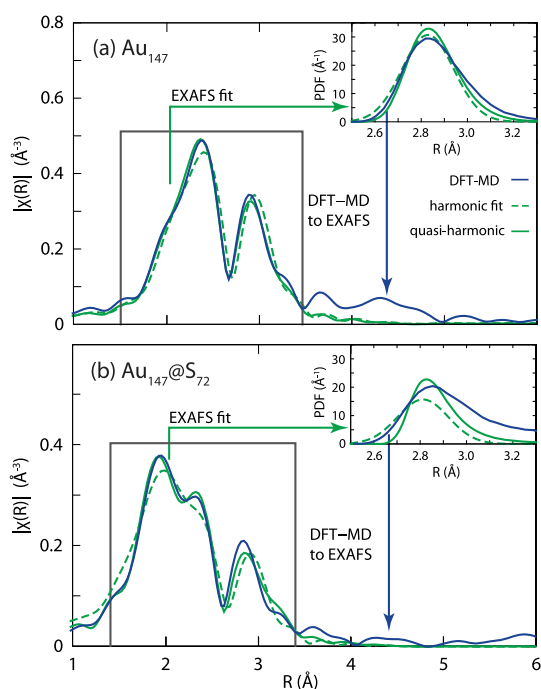 (a) Au147
EXAFS fit
DFT–MD
to EXAFS
|χ(R)| (Å-3)
0.8
0.6
0.4
0.2
0
PDF (Å-1)
30
20
10
0
2.6 2.8 3.0 3.2
R (Å)
DFT-MD
harmonic fit
quasi-harmonic
(b) Au147@S72
EXAFS fit
DFT–MD
to EXAFS
|χ(R)| (Å-3)
0.4
0.2
0
PDF (Å-1)
30
20
10
0
2.6 2.8 3.0 3.2
R (Å)
1 2 3 4 5 6
R (Å)